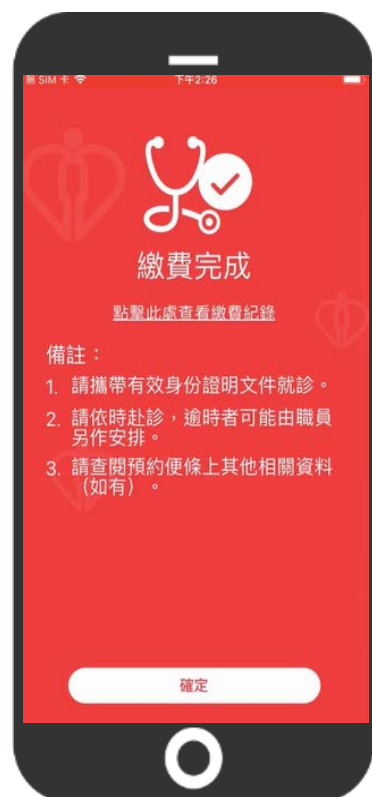 無 SIM 卡 下午2:26
繳費完成
點擊此處查看繳費紀錄
備註：
1. 請攜帶有效身份證明文件就診。
2. 請依時赴診，逾時者可能由職員
另作安排。
3. 請查閱預約便條上其他相關資料
（如有）。
確定